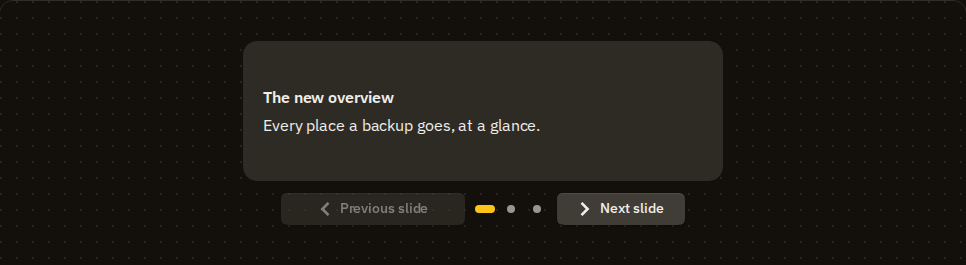 The new overview
Every place a backup goes, at a glance.
Previous slide
Next slide